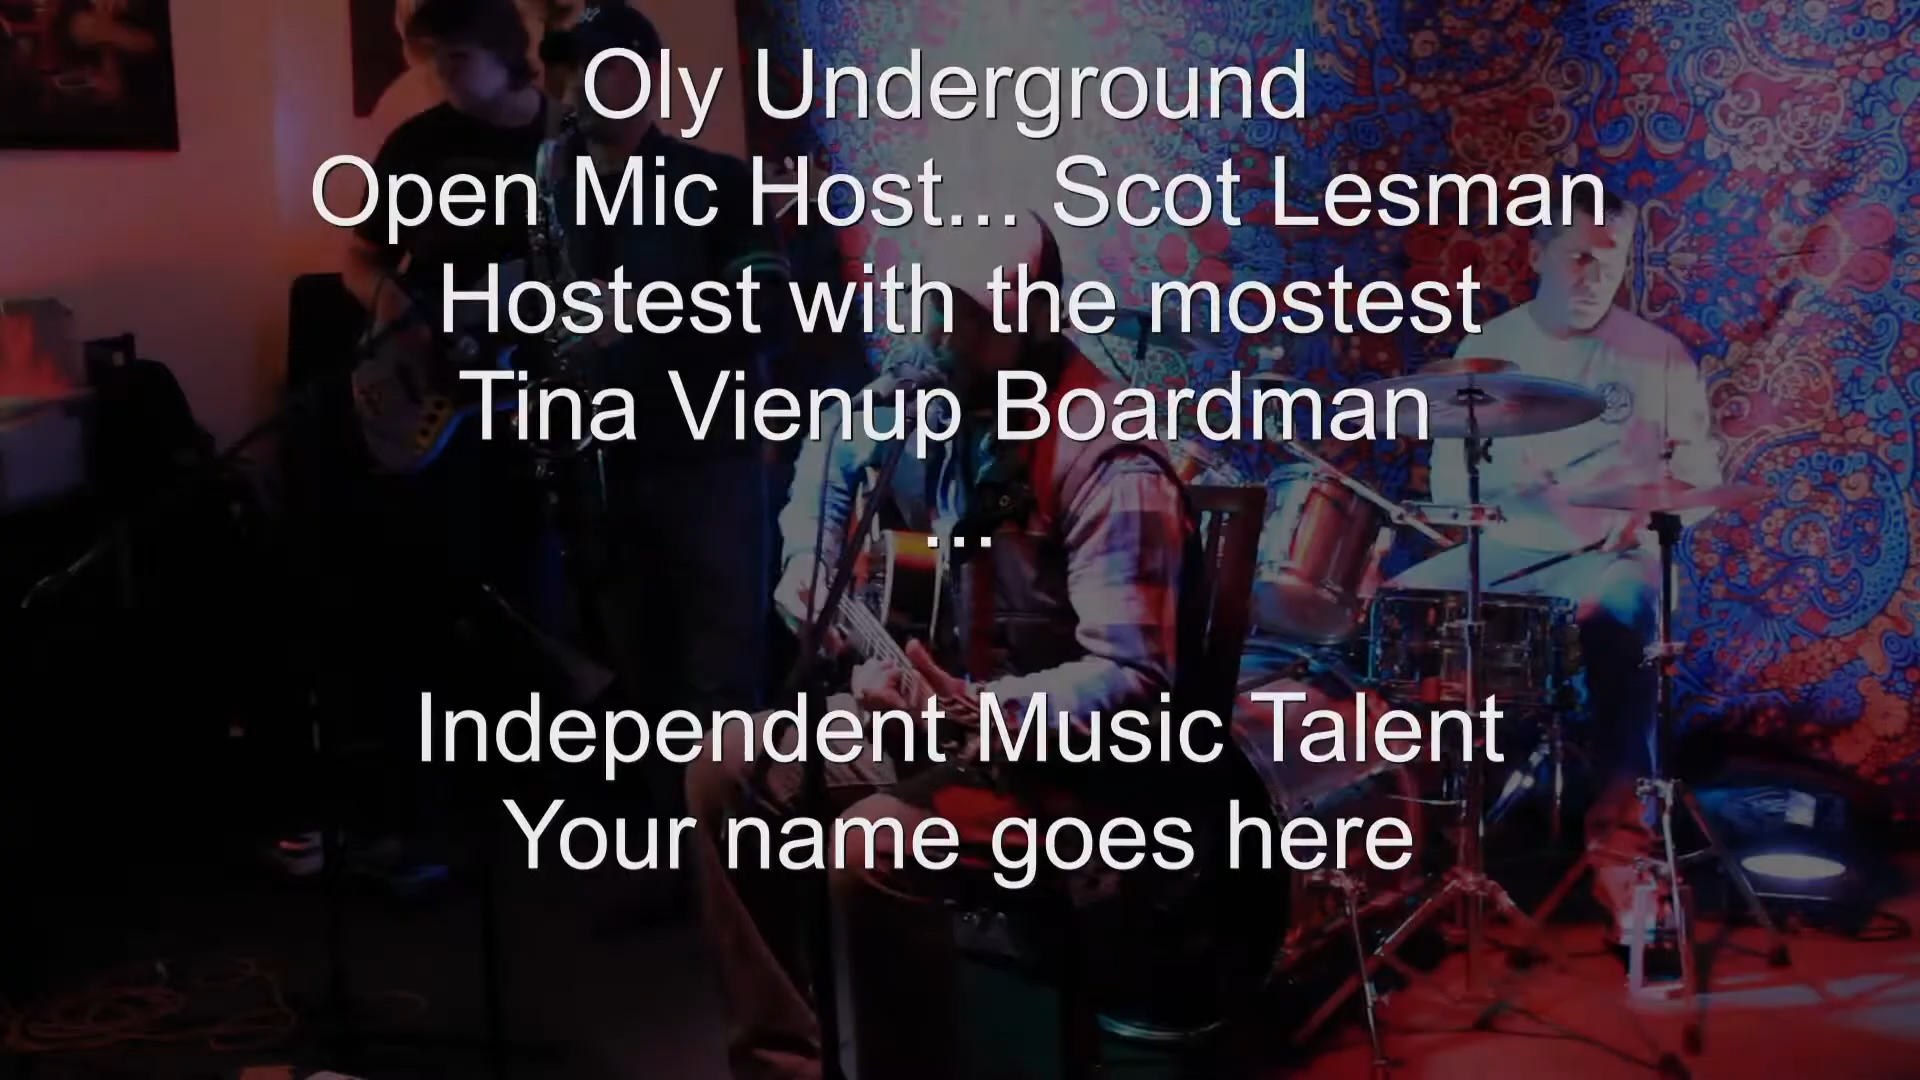 Oly Underground
Open Mic Host... Scot Lesman
Hostest with the mostest
Tina Vienup Boardman
...
Independent Music Talent
Your name goes here